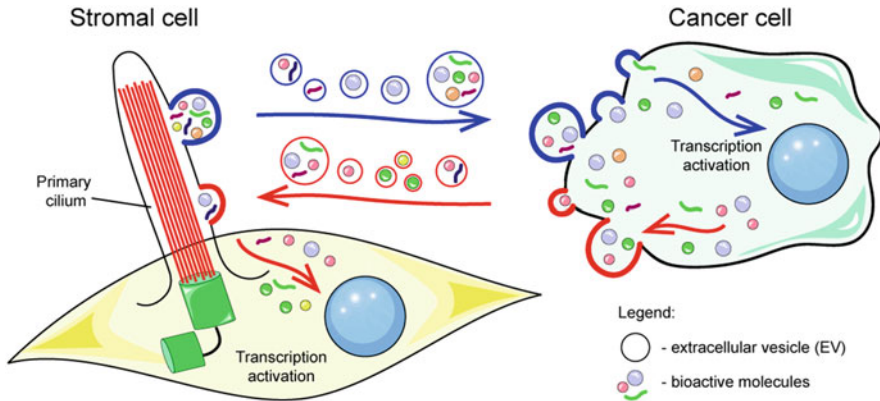 Stromal cell
Cancer cell
Primary
cilium
Transcription
activation
Transcription
activation
Legend:
- extracellular vesicle (EV)
- bioactive molecules